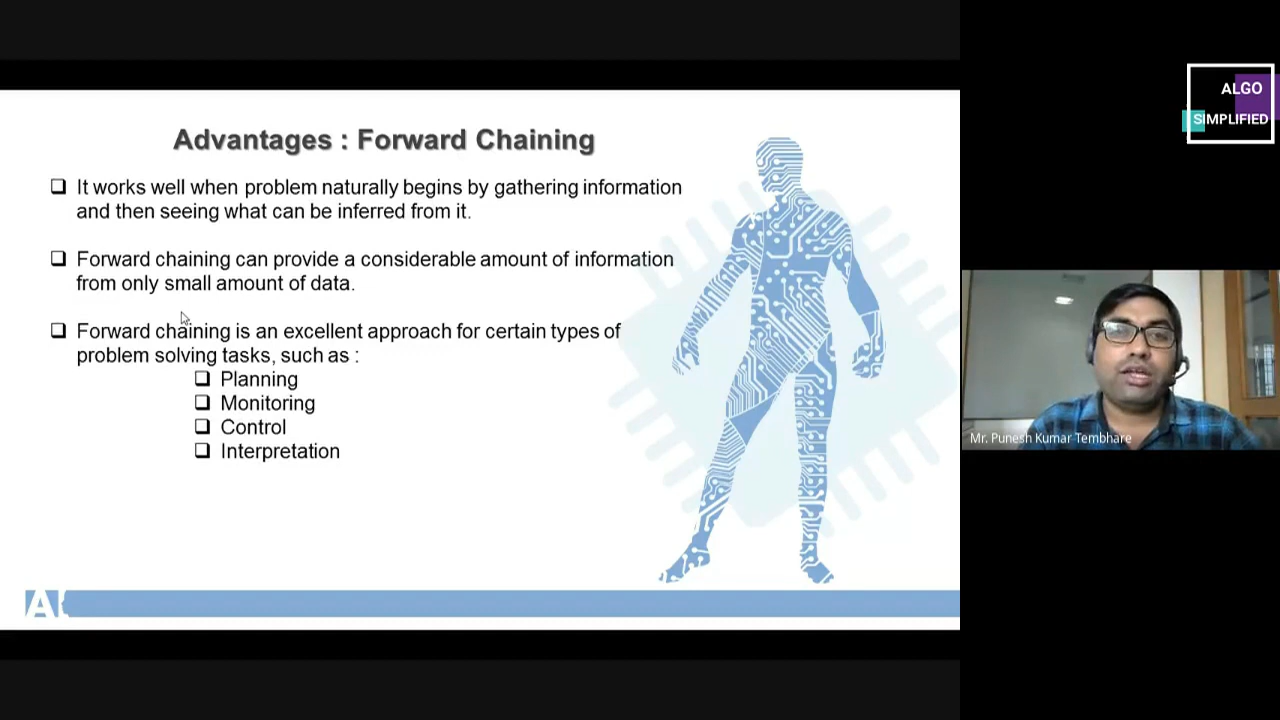 Advantages : Forward Chaining
It works well when problem naturally begins by gathering information
and then seeing what can be inferred from it.
Forward chaining can provide a considerable amount of information
from only small amount of data.
Forward chaining is an excellent approach for certain types of
problem solving tasks, such as :
Planning
Monitoring
Control
Interpretation
ALGO
SIMPLIFIED
Mr. Punesh Kumar Tembhare